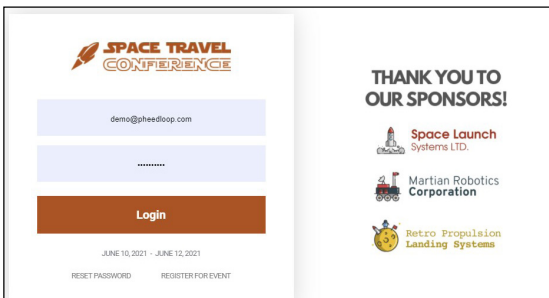 SPACE TRAVEL
CONFERENCE
demo@pheedloop.com
••••••••••
Login
JUNE 10, 2021 - JUNE 12, 2021
RESET PASSWORD REGISTER FOR EVENT
THANK YOU TO
OUR SPONSORS!
Space Launch
Systems LTD.
Martian Robotics
Corporation
Retro Propulsion
Landing Systems